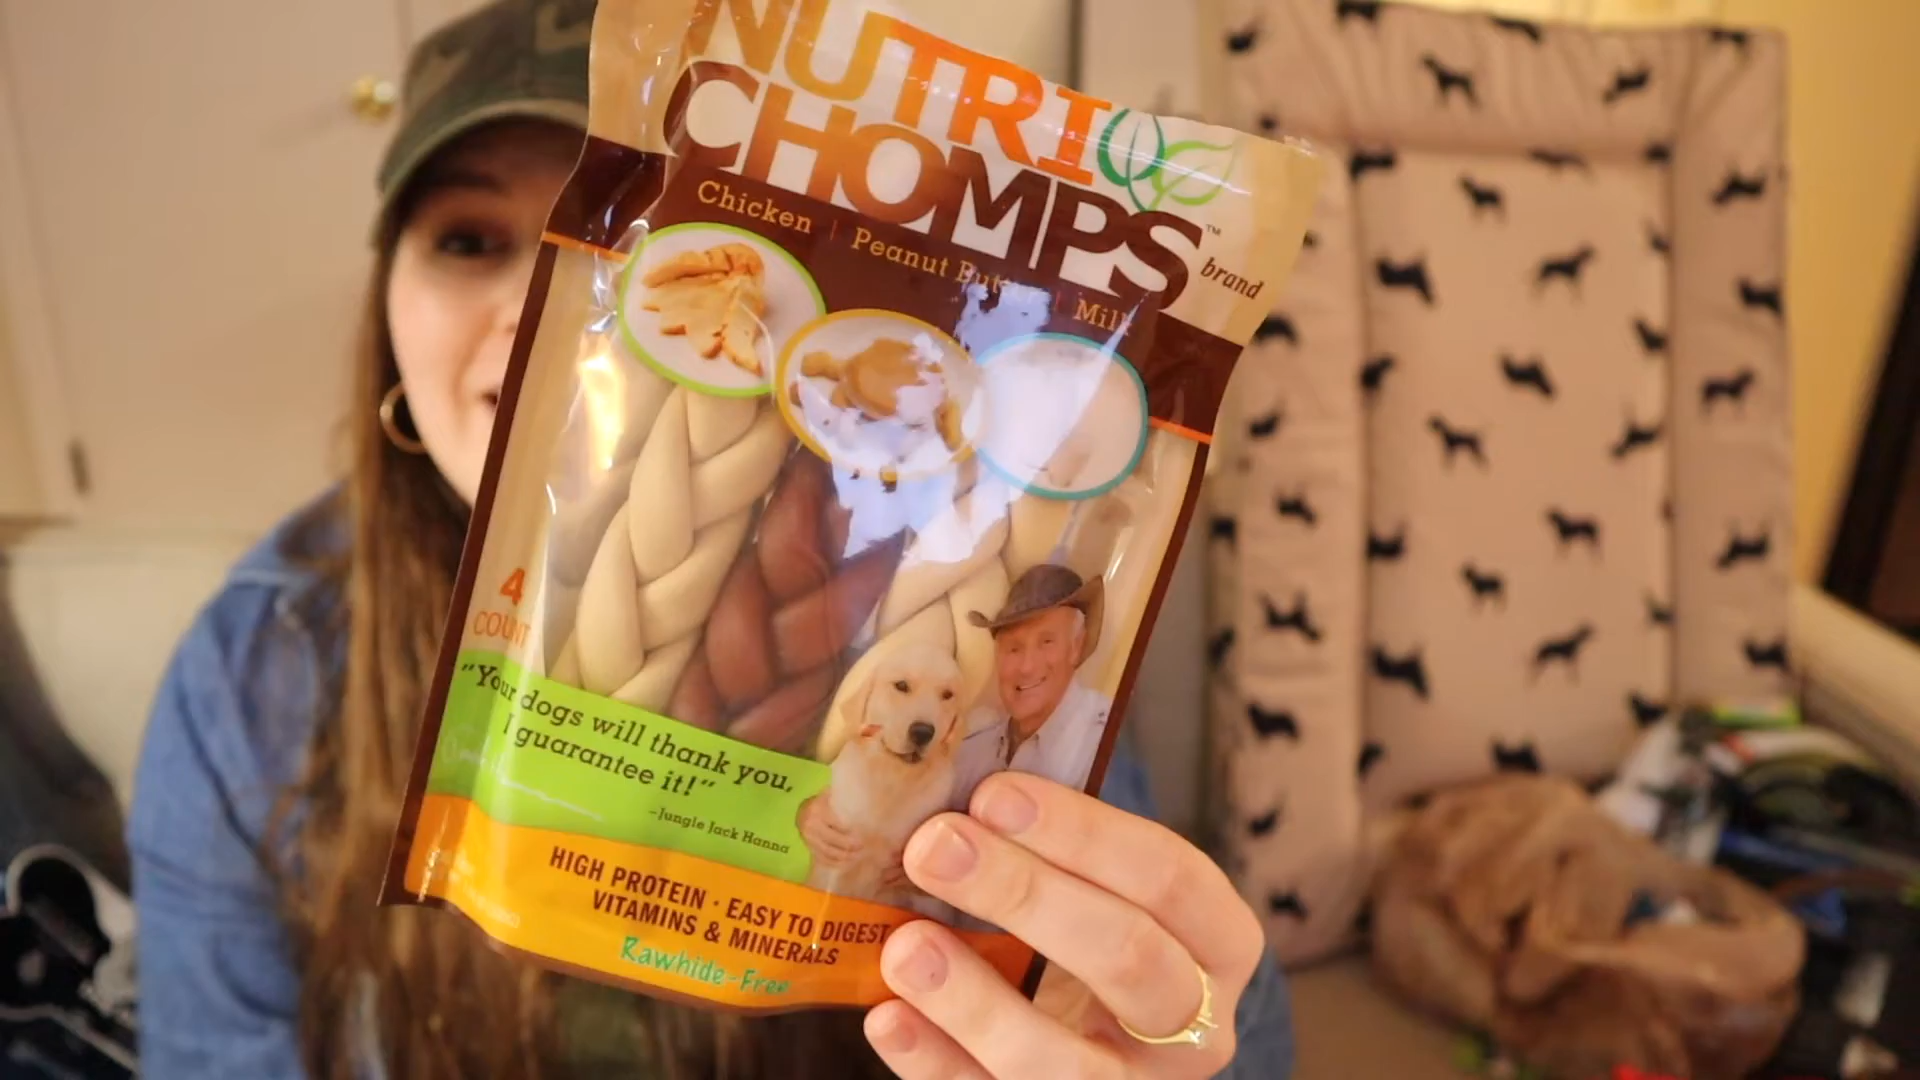 NUTRI
CHOMPS™
brand
Chicken | Peanut Butter | Milk
4
COUNT
"Your dogs will thank you,
I guarantee it!"
-Jungle Jack Hanna
HIGH PROTEIN · EASY TO DIGEST
VITAMINS & MINERALS
Rawhide-Free